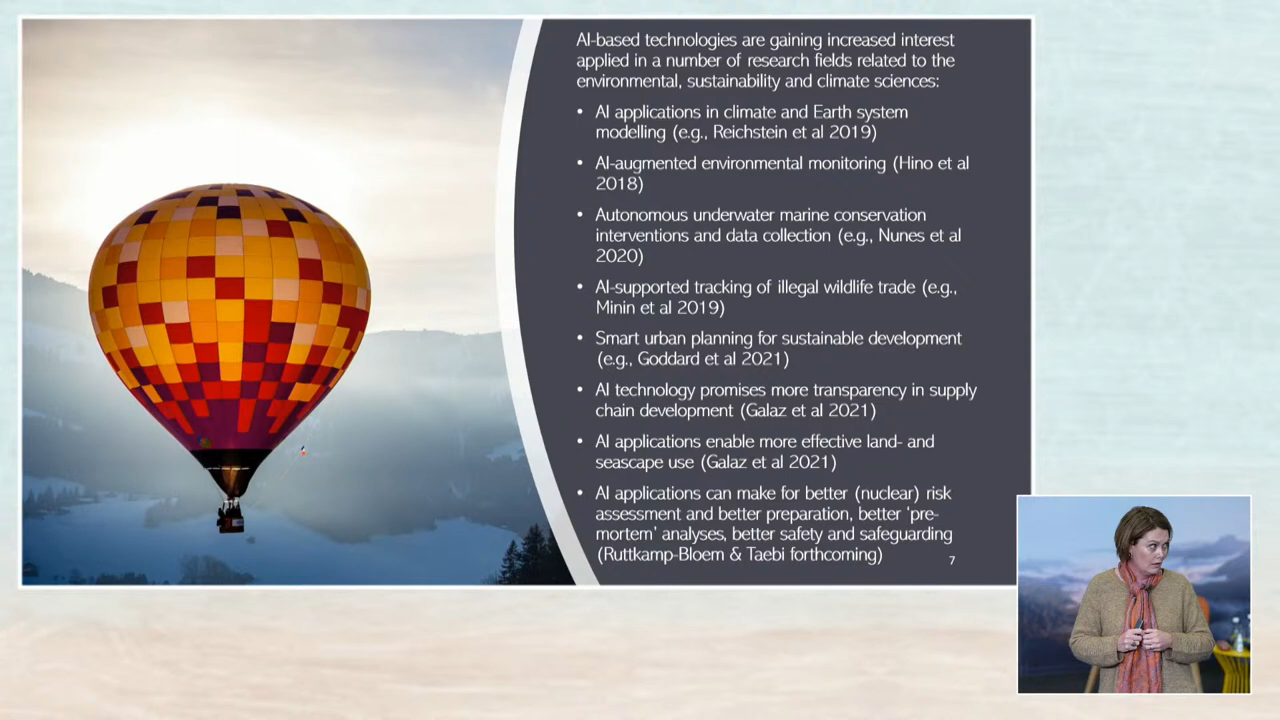 AI-based technologies are gaining increased interest
applied in a number of research fields related to the
environmental, sustainability and climate sciences:
• AI applications in climate and Earth system
modelling (e.g., Reichstein et al 2019)
• AI-augmented environmental monitoring (Hino et al
2018)
• Autonomous underwater marine conservation
interventions and data collection (e.g., Nunes et al
2020)
• AI-supported tracking of illegal wildlife trade (e.g.,
Minin et al 2019)
• Smart urban planning for sustainable development
(e.g., Goddard et al 2021)
• AI technology promises more transparency in supply
chain development (Galaz et al 2021)
• AI applications enable more effective land- and
seascape use (Galaz et al 2021)
• AI applications can make for better (nuclear) risk
assessment and better preparation, better 'pre-
mortem' analyses, better safety and safeguarding
(Ruttkamp-Bloem & Taebi forthcoming)
7